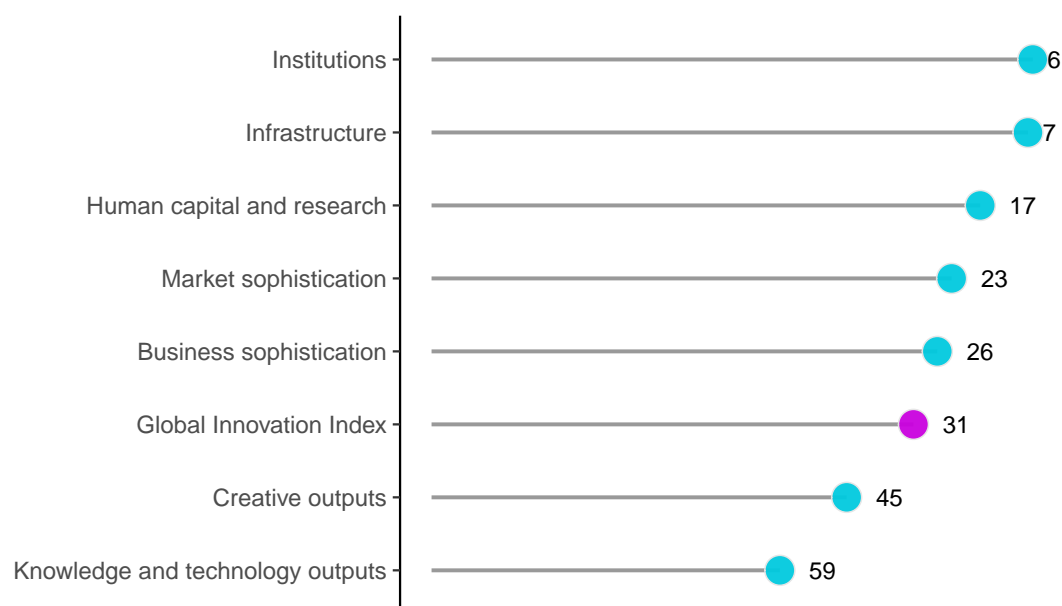 Institutions 6
Infrastructure 7
Human capital and research 17
Market sophistication 23
Business sophistication 26
Global Innovation Index 31
Creative outputs 45
Knowledge and technology outputs 59